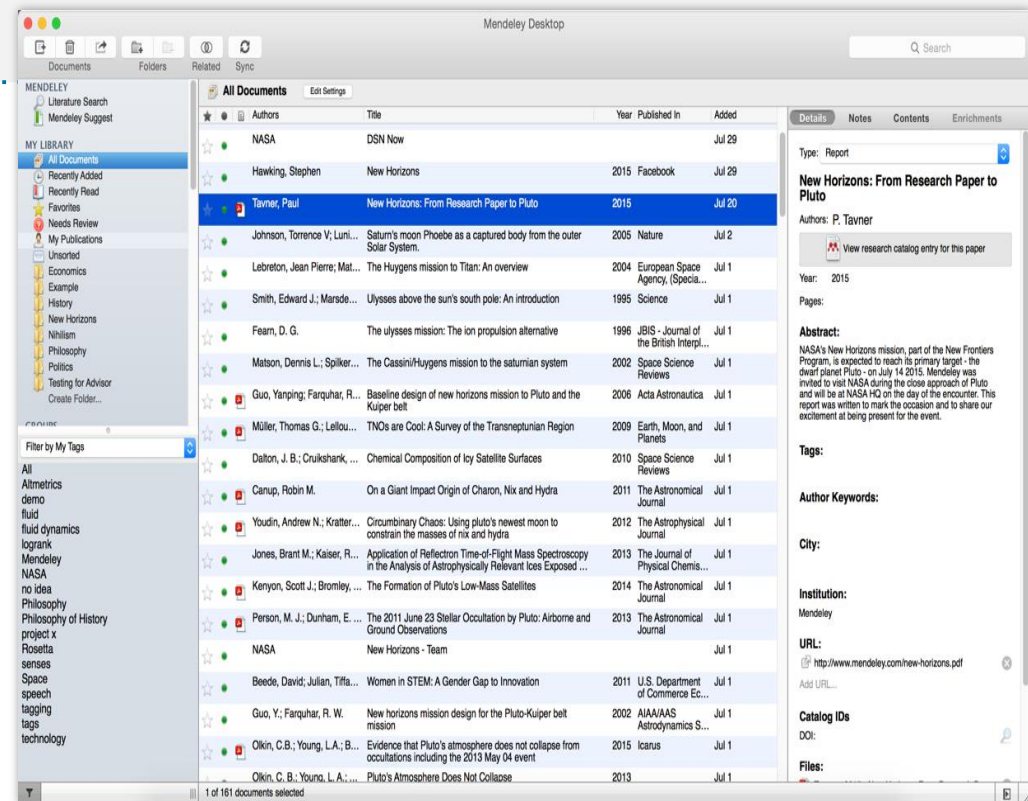 Mendeley Desktop
Documents Folders Related Sync
Search
MENDELEY
Literature Search
Mendeley Suggest
MY LIBRARY
All Documents
Recently Added
Recently Read
Favorites
Needs Review
My Publications
Unsorted
Economics
Example
History
New Horizons
Nihilism
Philosophy
Politics
Testing for Advisor
Create Folder...
GROUPS
Filter by My Tags
All
Altmetrics
demo
fluid
fluid dynamics
logrank
Mendeley
NASA
no idea
Philosophy
Philosophy of History
project x
Rosetta
senses
Space
speech
tagging
tags
technology
All Documents Edit Settings
Authors Title Year Published In Added
NASA DSN Now Jul 29
Hawking, Stephen New Horizons 2015 Facebook Jul 29
Tavner, Paul New Horizons: From Research Paper to Pluto 2015 Jul 20
Johnson, Torrence V; Luni... Saturn's moon Phoebe as a captured body from the outer 2005 Nature Jul 2
Solar System.
Lebreton, Jean Pierre; Mat... The Huygens mission to Titan: An overview 2004 European Space Jul 1
Agency, (Specia...
Smith, Edward J.; Marsde... Ulysses above the sun's south pole: An introduction 1995 Science Jul 1
Fearn, D. G. The ulysses mission: The ion propulsion alternative 1996 JBIS - Journal of Jul 1
the British Interpl...
Matson, Dennis L.; Spilker... The Cassini/Huygens mission to the saturnian system 2002 Space Science Jul 1
Reviews
Guo, Yanping; Farquhar, R... Baseline design of new horizons mission to Pluto and the 2006 Acta Astronautica Jul 1
Kuiper belt
Müller, Thomas G.; Lellou... TNOs are Cool: A Survey of the Transneptunian Region 2009 Earth, Moon, and Jul 1
Planets
Dalton, J. B.; Cruikshank, ... Chemical Composition of Icy Satellite Surfaces 2010 Space Science Jul 1
Reviews
Canup, Robin M. On a Giant Impact Origin of Charon, Nix and Hydra 2011 The Astronomical Jul 1
Journal
Youdin, Andrew N.; Kratter... Circumbinary Chaos: Using pluto's newest moon to 2012 The Astrophysical Jul 1
constrain the masses of nix and hydra Journal
Jones, Brant M.; Kaiser, R... Application of Reflectron Time-of-Flight Mass Spectroscopy 2013 The Journal of Jul 1
in the Analysis of Astrophysically Relevant Ices Exposed ... Physical Chemis...
Kenyon, Scott J.; Bromley, ... The Formation of Pluto's Low-Mass Satellites 2014 The Astronomical Jul 1
Journal
Person, M. J.; Dunham, E. ... The 2011 June 23 Stellar Occultation by Pluto: Airborne and 2013 The Astronomical Jul 1
Ground Observations Journal
NASA New Horizons - Team Jul 1
Beede, David; Julian, Tiffa... Women in STEM: A Gender Gap to Innovation 2011 U.S. Department Jul 1
of Commerce Ec...
Guo, Y.; Farquhar, R. W. New horizons mission design for the Pluto-Kuiper belt 2002 AIAA/AAS Jul 1
mission Astrodynamics S...
Olkin, C.B.; Young, L.A.; B... Evidence that Pluto's atmosphere does not collapse from 2015 Icarus Jul 1
occultations including the 2013 May 04 event
Olkin, C. B.; Young, L. A.; ... Pluto's Atmosphere Does Not Collapse 2013 Jul 1
1 of 161 documents selected
Details Notes Contents Enrichments
Type: Report
New Horizons: From Research Paper to
Pluto
Authors: P. Tavner
View research catalog entry for this paper
Year: 2015
Pages:
Abstract:
NASA's New Horizons mission, part of the New Frontiers
Program, is expected to reach its primary target - the
dwarf planet Pluto - on July 14 2015. Mendeley was
invited to visit NASA during the close approach of Pluto
and will be at NASA HQ on the day of the encounter. This
report was written to mark the occasion and to share our
excitement at being present for the event.
Tags:
Author Keywords:
City:
Institution:
Mendeley
URL:
http://www.mendeley.com/new-horizons.pdf
Add URL...
Catalog IDs
DOI:
Files: